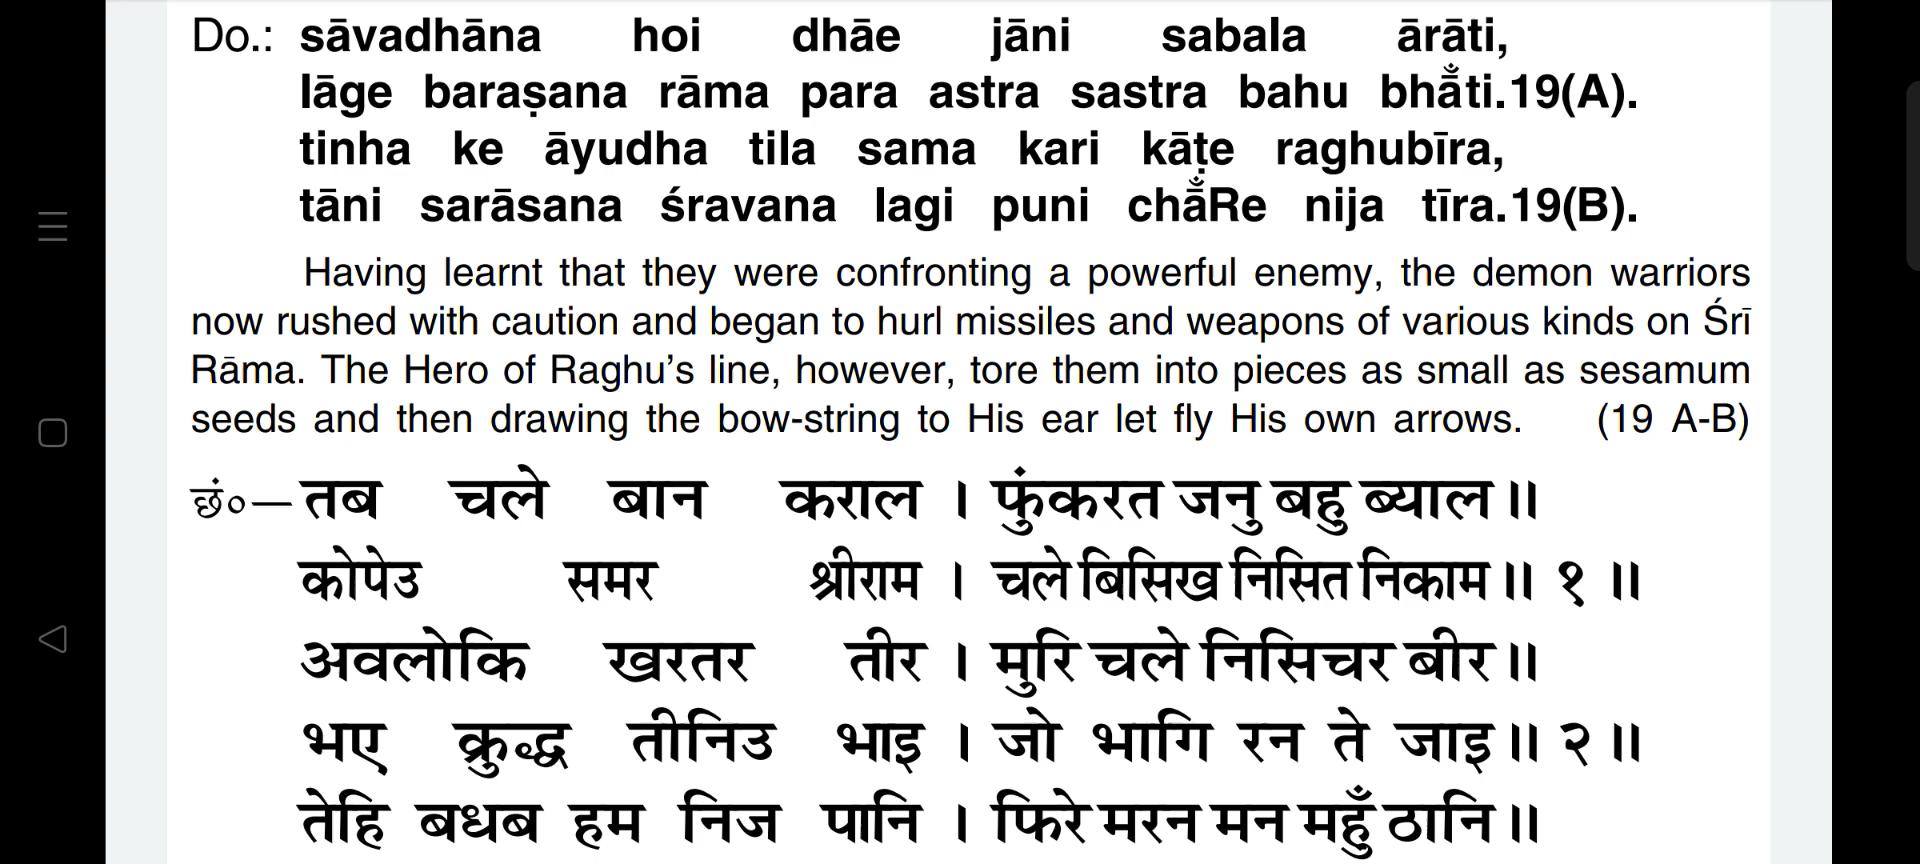 Do.: sāvadhāna hoi dhāe jāni sabala ārāti,
lāge baraṣana rāma para astra sastra bahu bhā̐ti.19(A).
tinha ke āyudha tila sama kari kāṭe raghubīra,
tāni sarāsana śravana lagi puni chā̐Re nija tīra.19(B).
Having learnt that they were confronting a powerful enemy, the demon warriors
now rushed with caution and began to hurl missiles and weapons of various kinds on Śrī
Rāma. The Hero of Raghu’s line, however, tore them into pieces as small as sesamum
seeds and then drawing the bow-string to His ear let fly His own arrows. (19 A-B)
छं०— तब चले बान कराल । फुंकरत जनु बहु ब्याल॥
कोपेउ समर श्रीराम । चले बिसिख निसित निकाम॥ १ ॥
अवलोकि खरतर तीर । मुरि चले निसिचर बीर॥
भए क्रुद्ध तीनिउ भाइ । जो भागि रन ते जाइ॥ २ ॥
तेहि बधब हम निज पानि । फिरे मरन मन महुँ ठानि॥